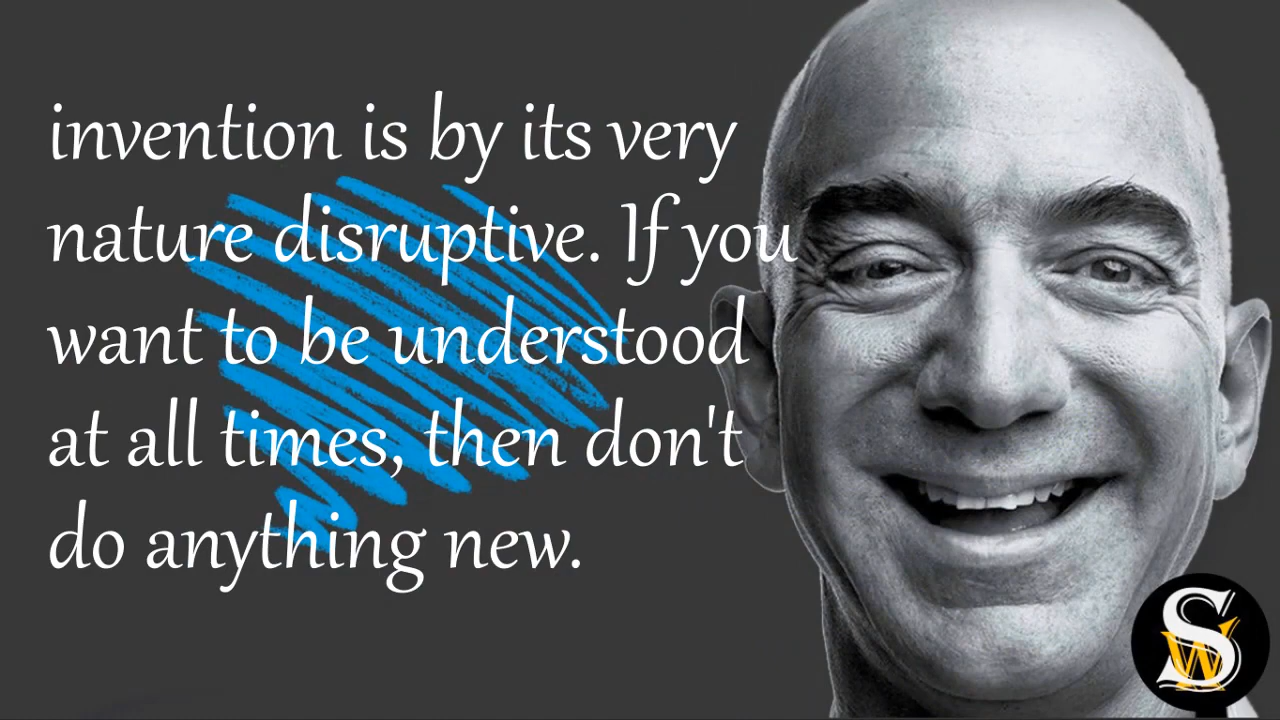 invention is by its very
nature disruptive. If you
want to be understood
at all times, then don't
do anything new.
SW